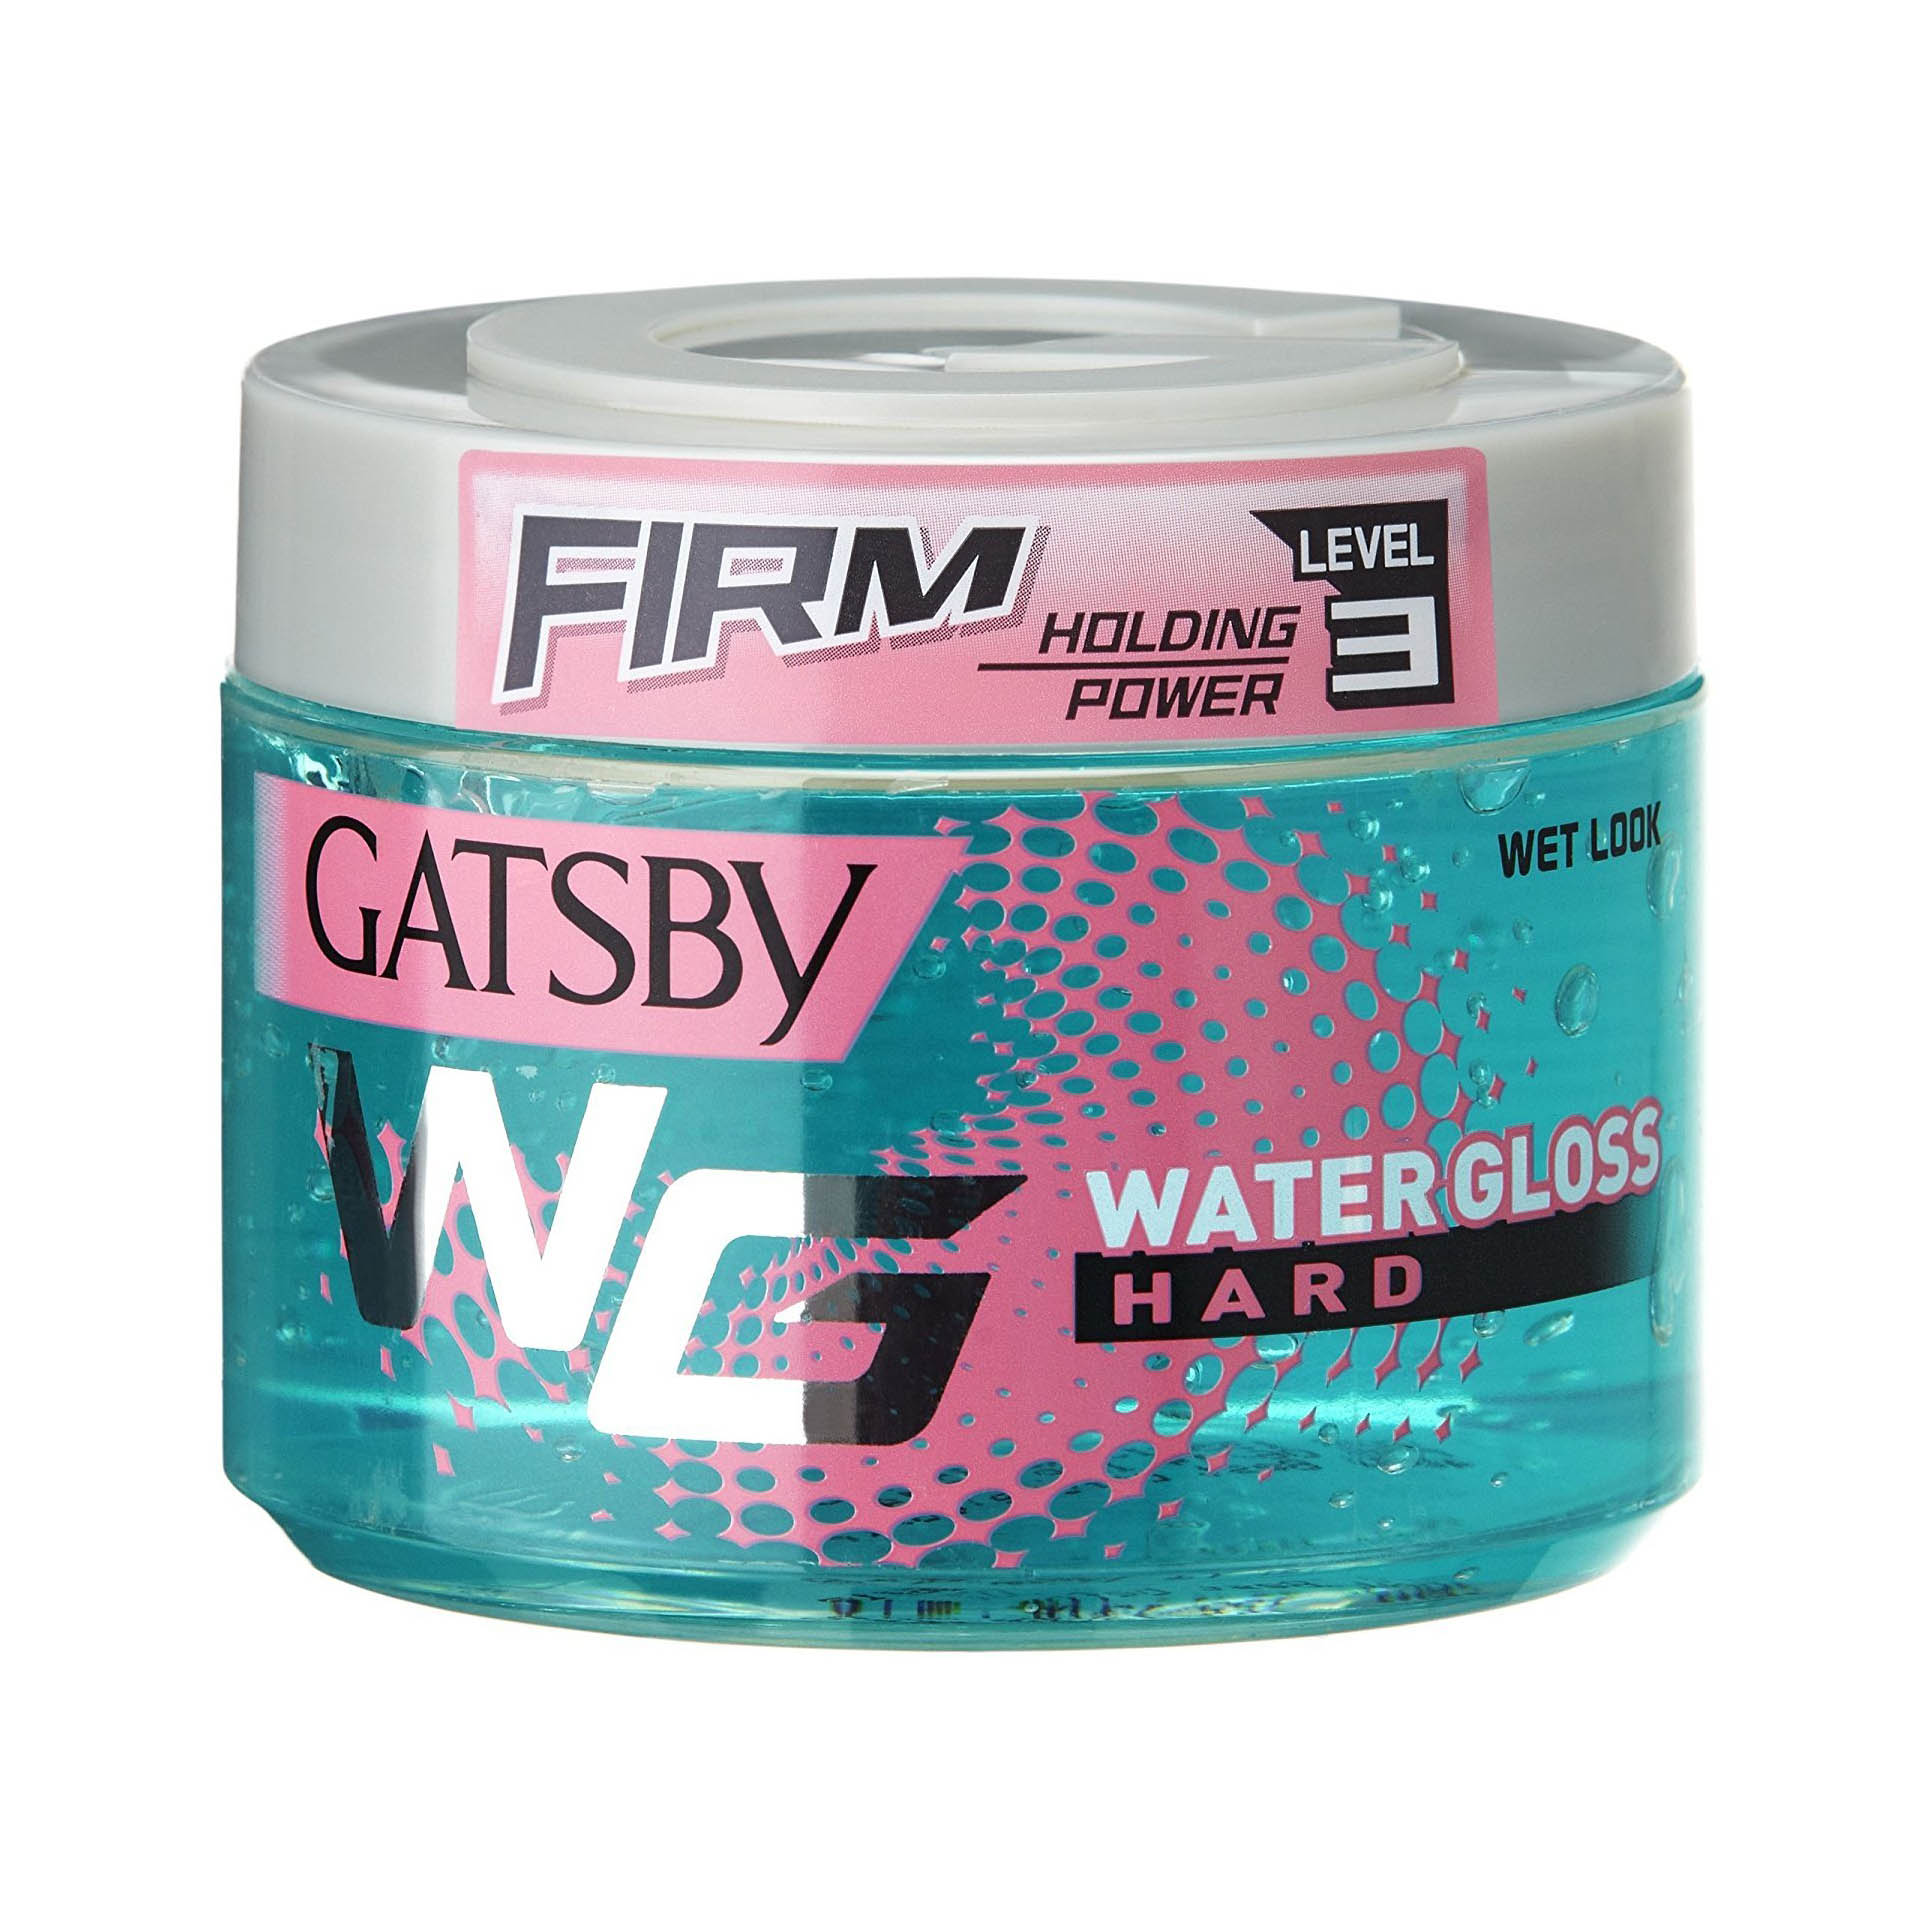 FIRM
HOLDING
POWER
LEVEL
3
GATSBY
WET LOOK
WG
WATER GLOSS
HARD